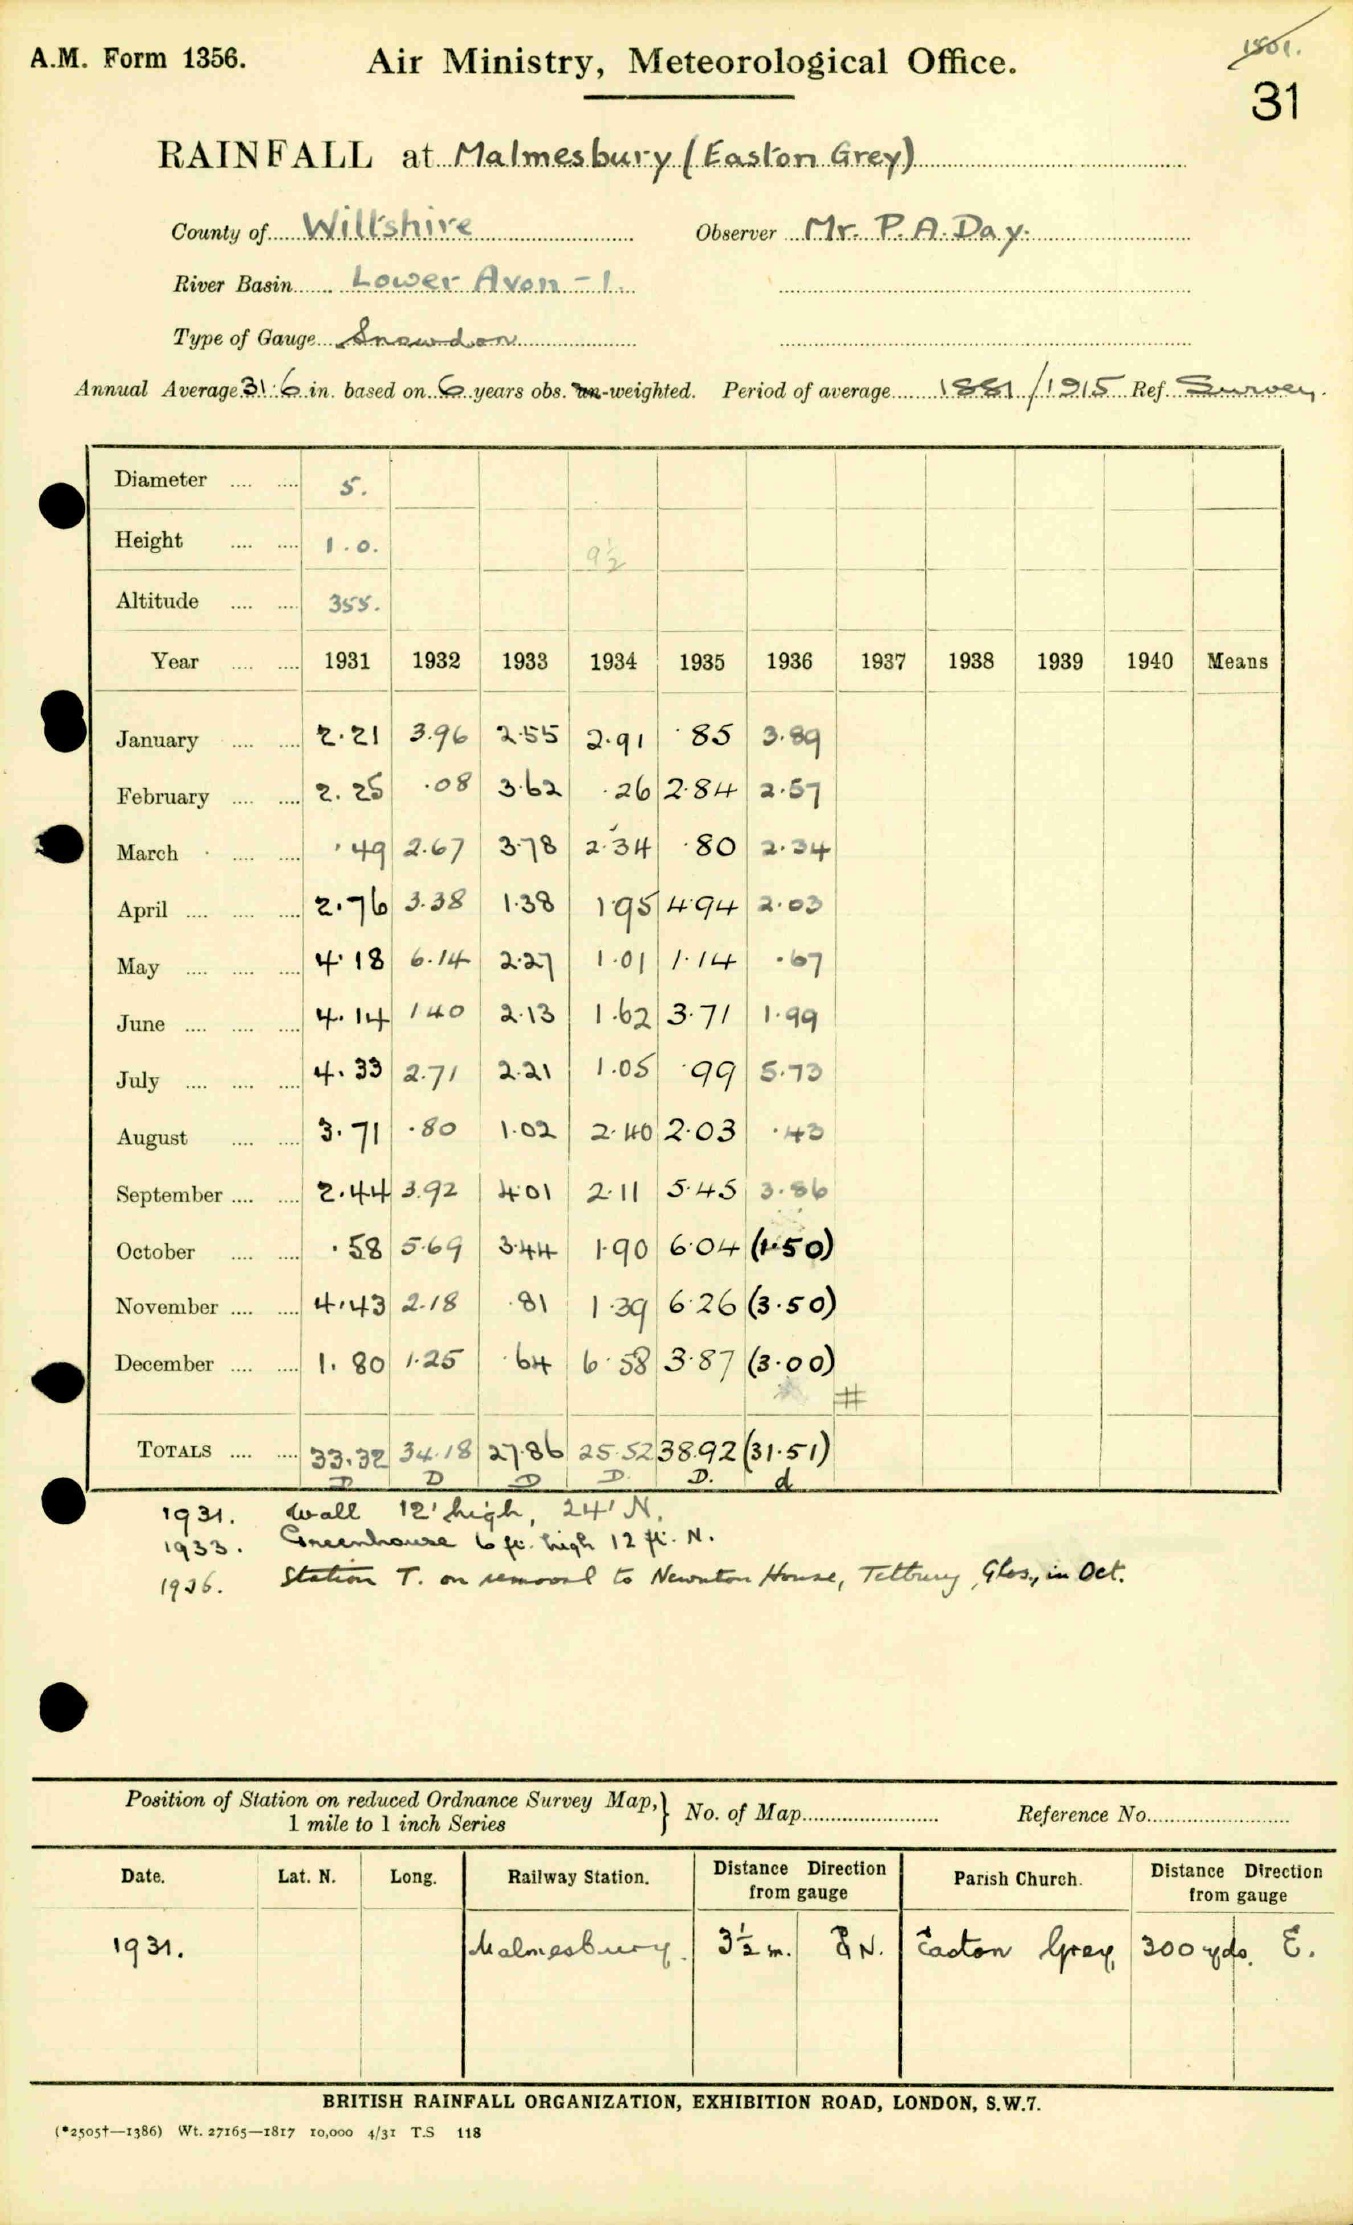 A.M. Form 1356.
Air Ministry, Meteorological Office.
1501.
31
RAINFALL at Malmesbury (Easton Grey)
County of Wiltshire Observer Mr. P. A. Day.
River Basin Lower Avon - 1.
Type of Gauge Snowdon
Annual Average 31.6 in. based on 6 years obs. un-weighted. Period of average 1881/1915 Ref. Survey.
Diameter .... .... 5.
Height .... .... 1.0. 9½
Altitude .... .... 355.
Year .... .... 1931 1932 1933 1934 1935 1936 1937 1938 1939 1940 Means
January .... .... 2.21 3.96 2.55 2.91 .85 3.89
February .... .... 2.25 .08 3.62 .26 2.84 2.57
March .... .... .49 2.67 3.78 2.34 .80 2.34
April .... .... .... 2.76 3.38 1.38 1.95 4.94 2.03
May .... .... .... 4.18 6.14 2.27 1.01 1.14 .67
June .... .... .... 4.14 1.40 2.13 1.62 3.71 1.99
July .... .... .... 4.33 2.71 2.21 1.05 .99 5.73
August .... .... 3.71 .80 1.02 2.40 2.03 .43
September .... .... 2.44 3.92 4.01 2.11 5.45 3.86
October .... .... .58 5.69 3.44 1.90 6.04 (1.50)
November .... .... 4.43 2.18 .81 1.39 6.26 (3.50)
December .... .... 1.80 1.25 .64 6.58 3.87 (3.00)
#
TOTALS .... .... 33.32 34.18 27.86 25.52 38.92 (31.51)
D D D D. D. d
1931. Wall 12' high, 24' N.
1933. Greenhouse 6 ft. high 12 ft. N.
1936. Station T. on removal to Newnton House, Tetbury, Glos., in Oct.
Position of Station on reduced Ordnance Survey Map, 1 mile to 1 inch Series } No. of Map Reference No.
Date. Lat. N. Long. Railway Station. Distance Direction from gauge Parish Church. Distance Direction from gauge
1931. Malmesbury. 3½ m. N. Easton Grey, 300 yds. E.
BRITISH RAINFALL ORGANIZATION, EXHIBITION ROAD, LONDON, S.W.7.
(*2505†—1386) Wt. 27165—1817 10,000 4/31 T.S 118